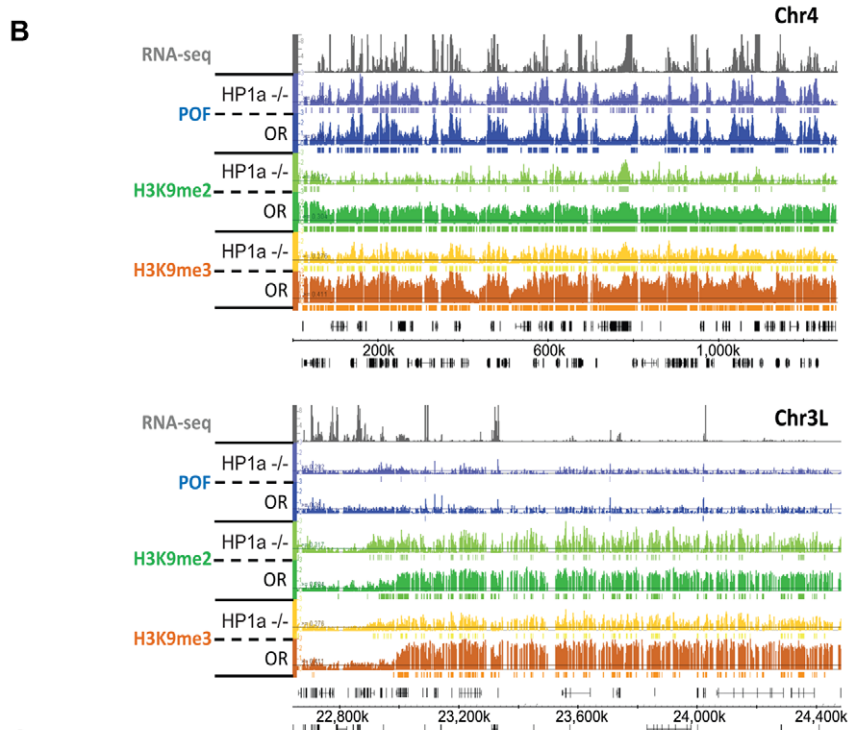 B
Chr4
RNA-seq
HP1a -/-
POF
OR
HP1a -/-
H3K9me2
OR
HP1a -/-
H3K9me3
OR
200k 600k 1,000k
Chr3L
RNA-seq
HP1a -/-
POF
OR
HP1a -/-
H3K9me2
OR
HP1a -/-
H3K9me3
OR
22,800k 23,200k 23,600k 24,000k 24,400k